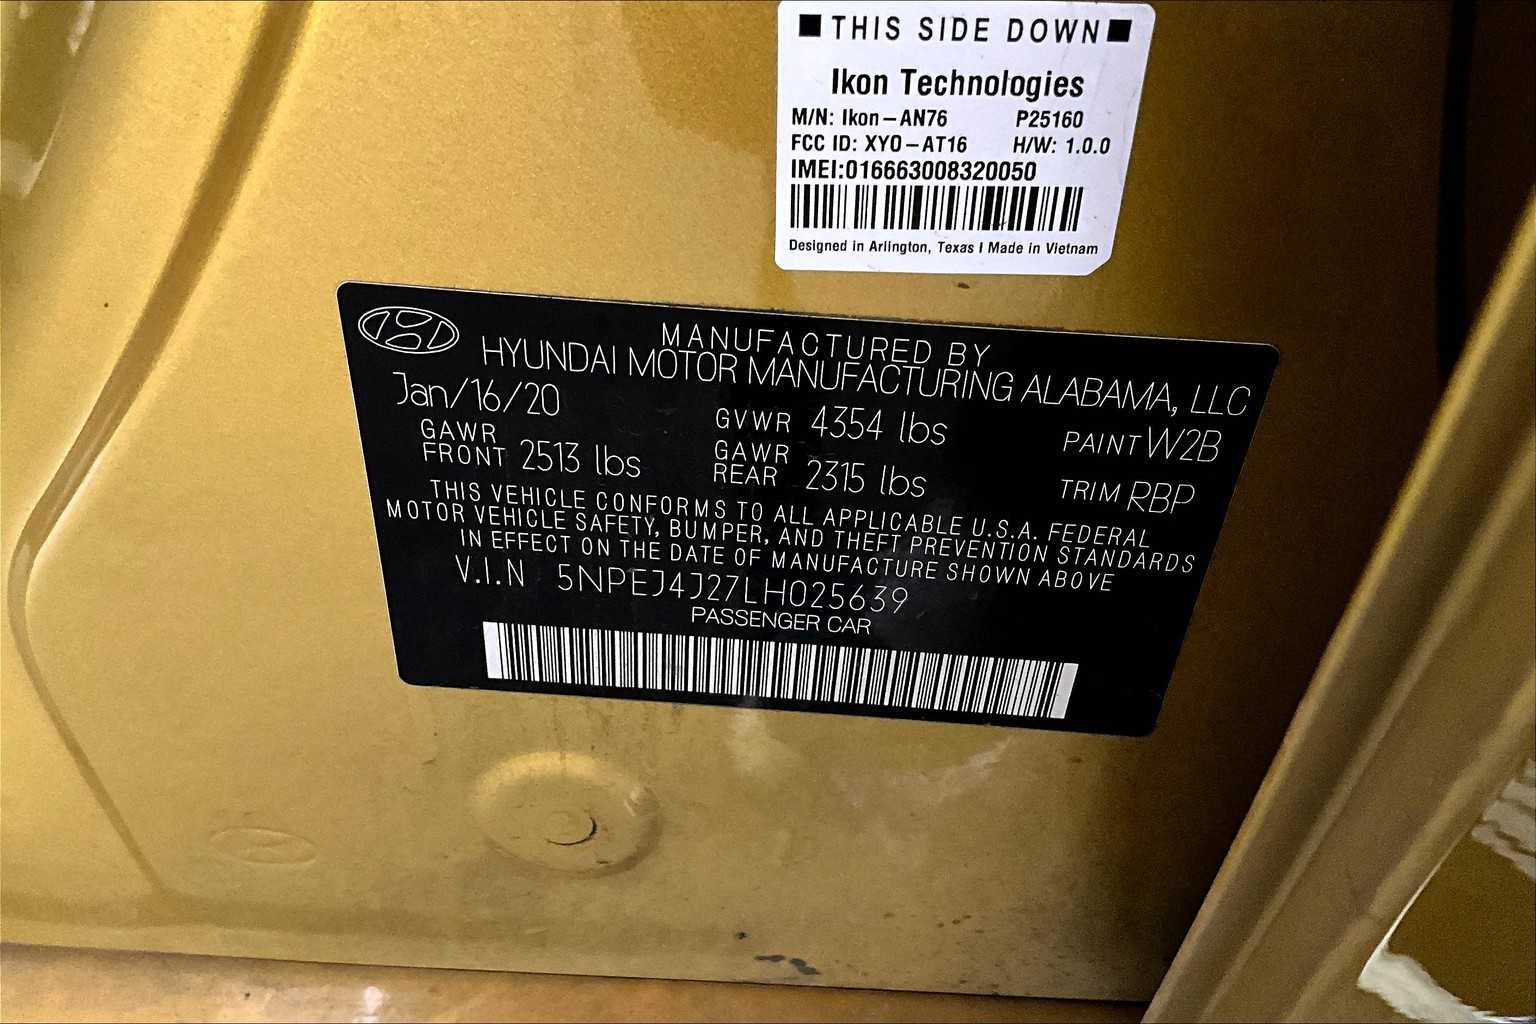 THIS SIDE DOWN
Ikon Technologies
M/N: Ikon-AN76 P25160
FCC ID: XYO-AT16 H/W: 1.0.0
IMEI:016663008320050
Designed in Arlington, Texas | Made in Vietnam
MANUFACTURED BY
HYUNDAI MOTOR MANUFACTURING ALABAMA, LLC
Jan/16/20
GVWR 4354 lbs
PAINT W2B
GAWR FRONT 2513 lbs
GAWR REAR 2315 lbs
TRIM RBP
THIS VEHICLE CONFORMS TO ALL APPLICABLE U.S.A. FEDERAL
MOTOR VEHICLE SAFETY, BUMPER, AND THEFT PREVENTION STANDARDS
IN EFFECT ON THE DATE OF MANUFACTURE SHOWN ABOVE
V.I.N 5NPEJ4J27LH025639
PASSENGER CAR